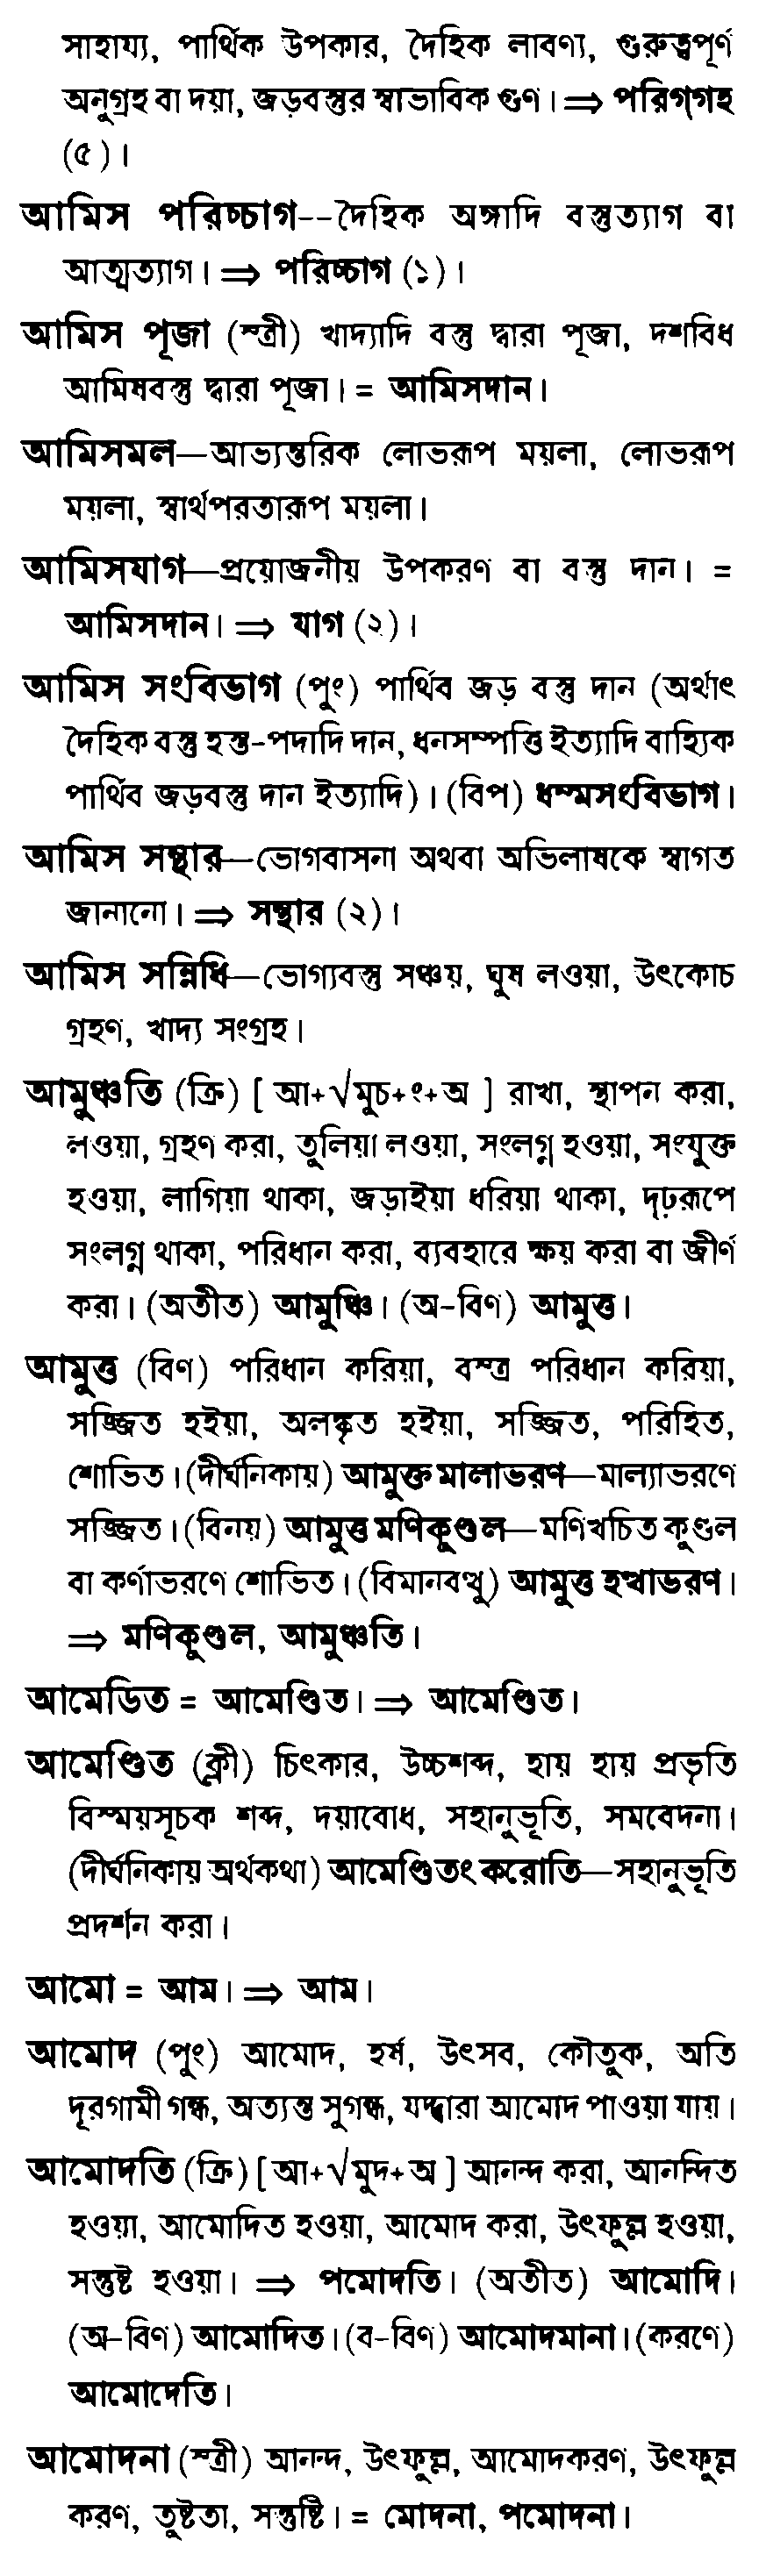 সাহায্য, পার্থিক উপকার, দৈহিক লাবণ্য, গুরুত্বপূর্ণ
অনুগ্রহ বা দয়া, জড়বস্তুর স্বাভাবিক গুণ। ⇒ পরিগ্গহ
(৫)।
আমিস পরিচ্চাগ--দৈহিক অঙ্গাদি বস্তুত্যাগ বা
আত্মত্যাগ। ⇒ পরিচ্চাগ (১)।
আমিস পূজা (স্ত্রী) খাদ্যাদি বস্তু দ্বারা পূজা, দশবিধ
আমিষবস্তু দ্বারা পূজা। = আমিসদান।
আমিসমল—আভ্যন্তরিক লোভরূপ ময়লা, লোভরূপ
ময়লা, স্বার্থপরতারূপ ময়লা।
আমিসযাগ—প্রয়োজনীয় উপকরণ বা বস্তু দান। =
আমিসদান। ⇒ যাগ (২)।
আমিস সংবিভাগ (পুং) পার্থিব জড় বস্তু দান (অর্থাৎ
দৈহিক বস্তু হস্ত-পদাদি দান, ধনসম্পত্তি ইত্যাদি বাহ্যিক
পার্থিব জড়বস্তু দান ইত্যাদি)। (বিপ) ধম্মসংবিভাগ।
আমিস সন্থার—ভোগবাসনা অথবা অভিলাষকে স্বাগত
জানানো। ⇒ সন্থার (২)।
আমিস সন্নিধি—ভোগ্যবস্তু সঞ্চয়, ঘুষ লওয়া, উৎকোচ
গ্রহণ, খাদ্য সংগ্রহ।
আমুঞ্চতি (ক্রি) [ আ+√মুচ+ং+অ ] রাখা, স্থাপন করা,
লওয়া, গ্রহণ করা, তুলিয়া লওয়া, সংলগ্ন হওয়া, সংযুক্ত
হওয়া, লাগিয়া থাকা, জড়াইয়া ধরিয়া থাকা, দৃঢ়রূপে
সংলগ্ন থাকা, পরিধান করা, ব্যবহারে ক্ষয় করা বা জীর্ণ
করা। (অতীত) আমুঞ্চি। (অ-বিণ) আমুত্ত।
আমুত্ত (বিণ) পরিধান করিয়া, বস্ত্র পরিধান করিয়া,
সজ্জিত হইয়া, অলঙ্কৃত হইয়া, সজ্জিত, পরিহিত,
শোভিত। (দীর্ঘনিকায়) আমুক্ত মালাভরণ—মাল্যাভরণে
সজ্জিত। (বিনয়) আমুত্ত মণিকুণ্ডল—মণিখচিত কুণ্ডল
বা কর্ণাভরণে শোভিত। (বিমানবত্থু) আমুত্ত হত্থাভরণ।
⇒ মণিকুণ্ডল, আমুঞ্চতি।
আমেডিত = আমেণ্ডিত। ⇒ আমেণ্ডিত।
আমেণ্ডিত (ক্লী) চিৎকার, উচ্চশব্দ, হায় হায় প্রভৃতি
বিস্ময়সূচক শব্দ, দয়াবোধ, সহানুভূতি, সমবেদনা।
(দীর্ঘনিকায় অর্থকথা) আমেণ্ডিতং করোতি—সহানুভূতি
প্রদর্শন করা।
আমো = আম। ⇒ আম।
আমোদ (পুং) আমোদ, হর্ষ, উৎসব, কৌতুক, অতি
দূরগামী গন্ধ, অত্যন্ত সুগন্ধ, যদ্দ্বারা আমোদ পাওয়া যায়।
আমোদতি (ক্রি) [ আ+√মুদ+অ ] আনন্দ করা, আনন্দিত
হওয়া, আমোদিত হওয়া, আমোদ করা, উৎফুল্ল হওয়া,
সন্তুষ্ট হওয়া। ⇒ পমোদতি। (অতীত) আমোদি।
(অ-বিণ) আমোদিত। (ব-বিণ) আমোদমানা। (করণে)
আমোদেতি।
আমোদনা (স্ত্রী) আনন্দ, উৎফুল্ল, আমোদকরণ, উৎফুল্ল
করণ, তুষ্টতা, সন্তুষ্টি। = মোদনা, পমোদনা।